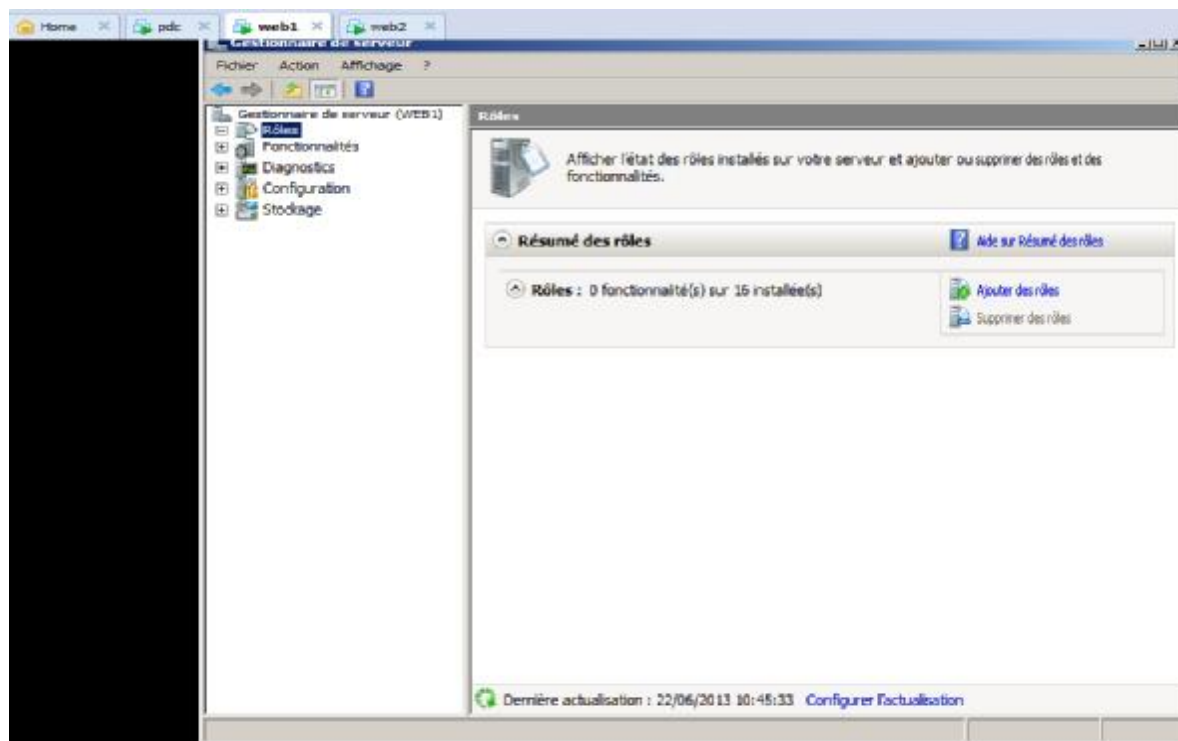 Home pdc web1 web2
Gestionnaire de serveur
Fichier Action Affichage ?
Gestionnaire de serveur (WEB1)
Rôles
Fonctionnalités
Diagnostics
Configuration
Stockage
Rôles
Afficher l'état des rôles installés sur votre serveur et ajouter ou supprimer des rôles et des
fonctionnalités.
Résumé des rôles
Aide sur Résumé des rôles
Rôles : 0 fonctionnalité(s) sur 16 installée(s)
Ajouter des rôles
Supprimer des rôles
Dernière actualisation : 22/06/2013 10:45:33 Configurer l'actualisation